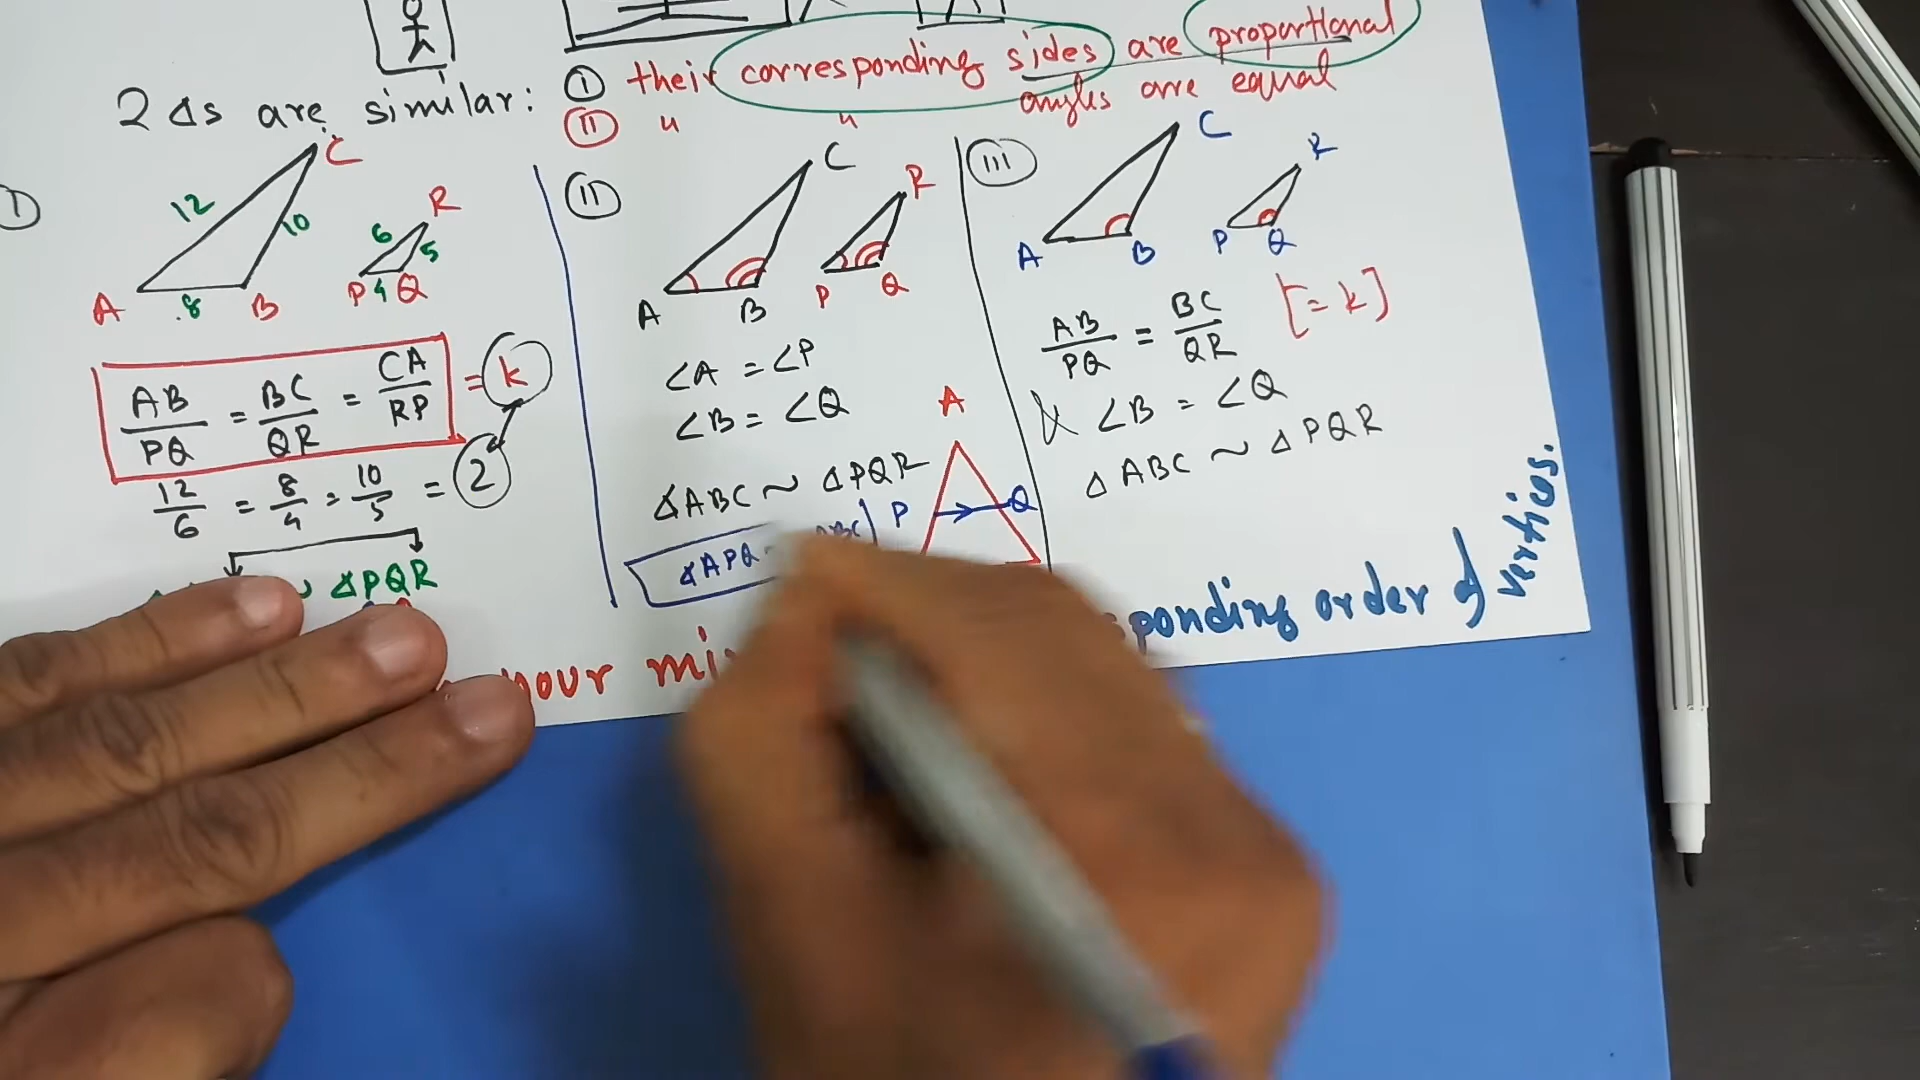 their corresponding sides are proportional
2 Δs are similar: I
II " " angles are equal
I
12
10
8
A
B
C
6
5
4
P
Q
R
AB/PQ = BC/QR = CA/RP = k
12/6 = 8/4 = 10/5 = 2
~ ΔPQR
II
A
B
C
P
Q
R
∠A = ∠P
∠B = ∠Q
ΔABC ~ ΔPQR
ΔAPQ ABC
A
P
Q
III
A
B
C
P
Q
R
AB/PQ = BC/QR [= k]
& ∠B = ∠Q
ΔABC ~ ΔPQR
order of vertices.